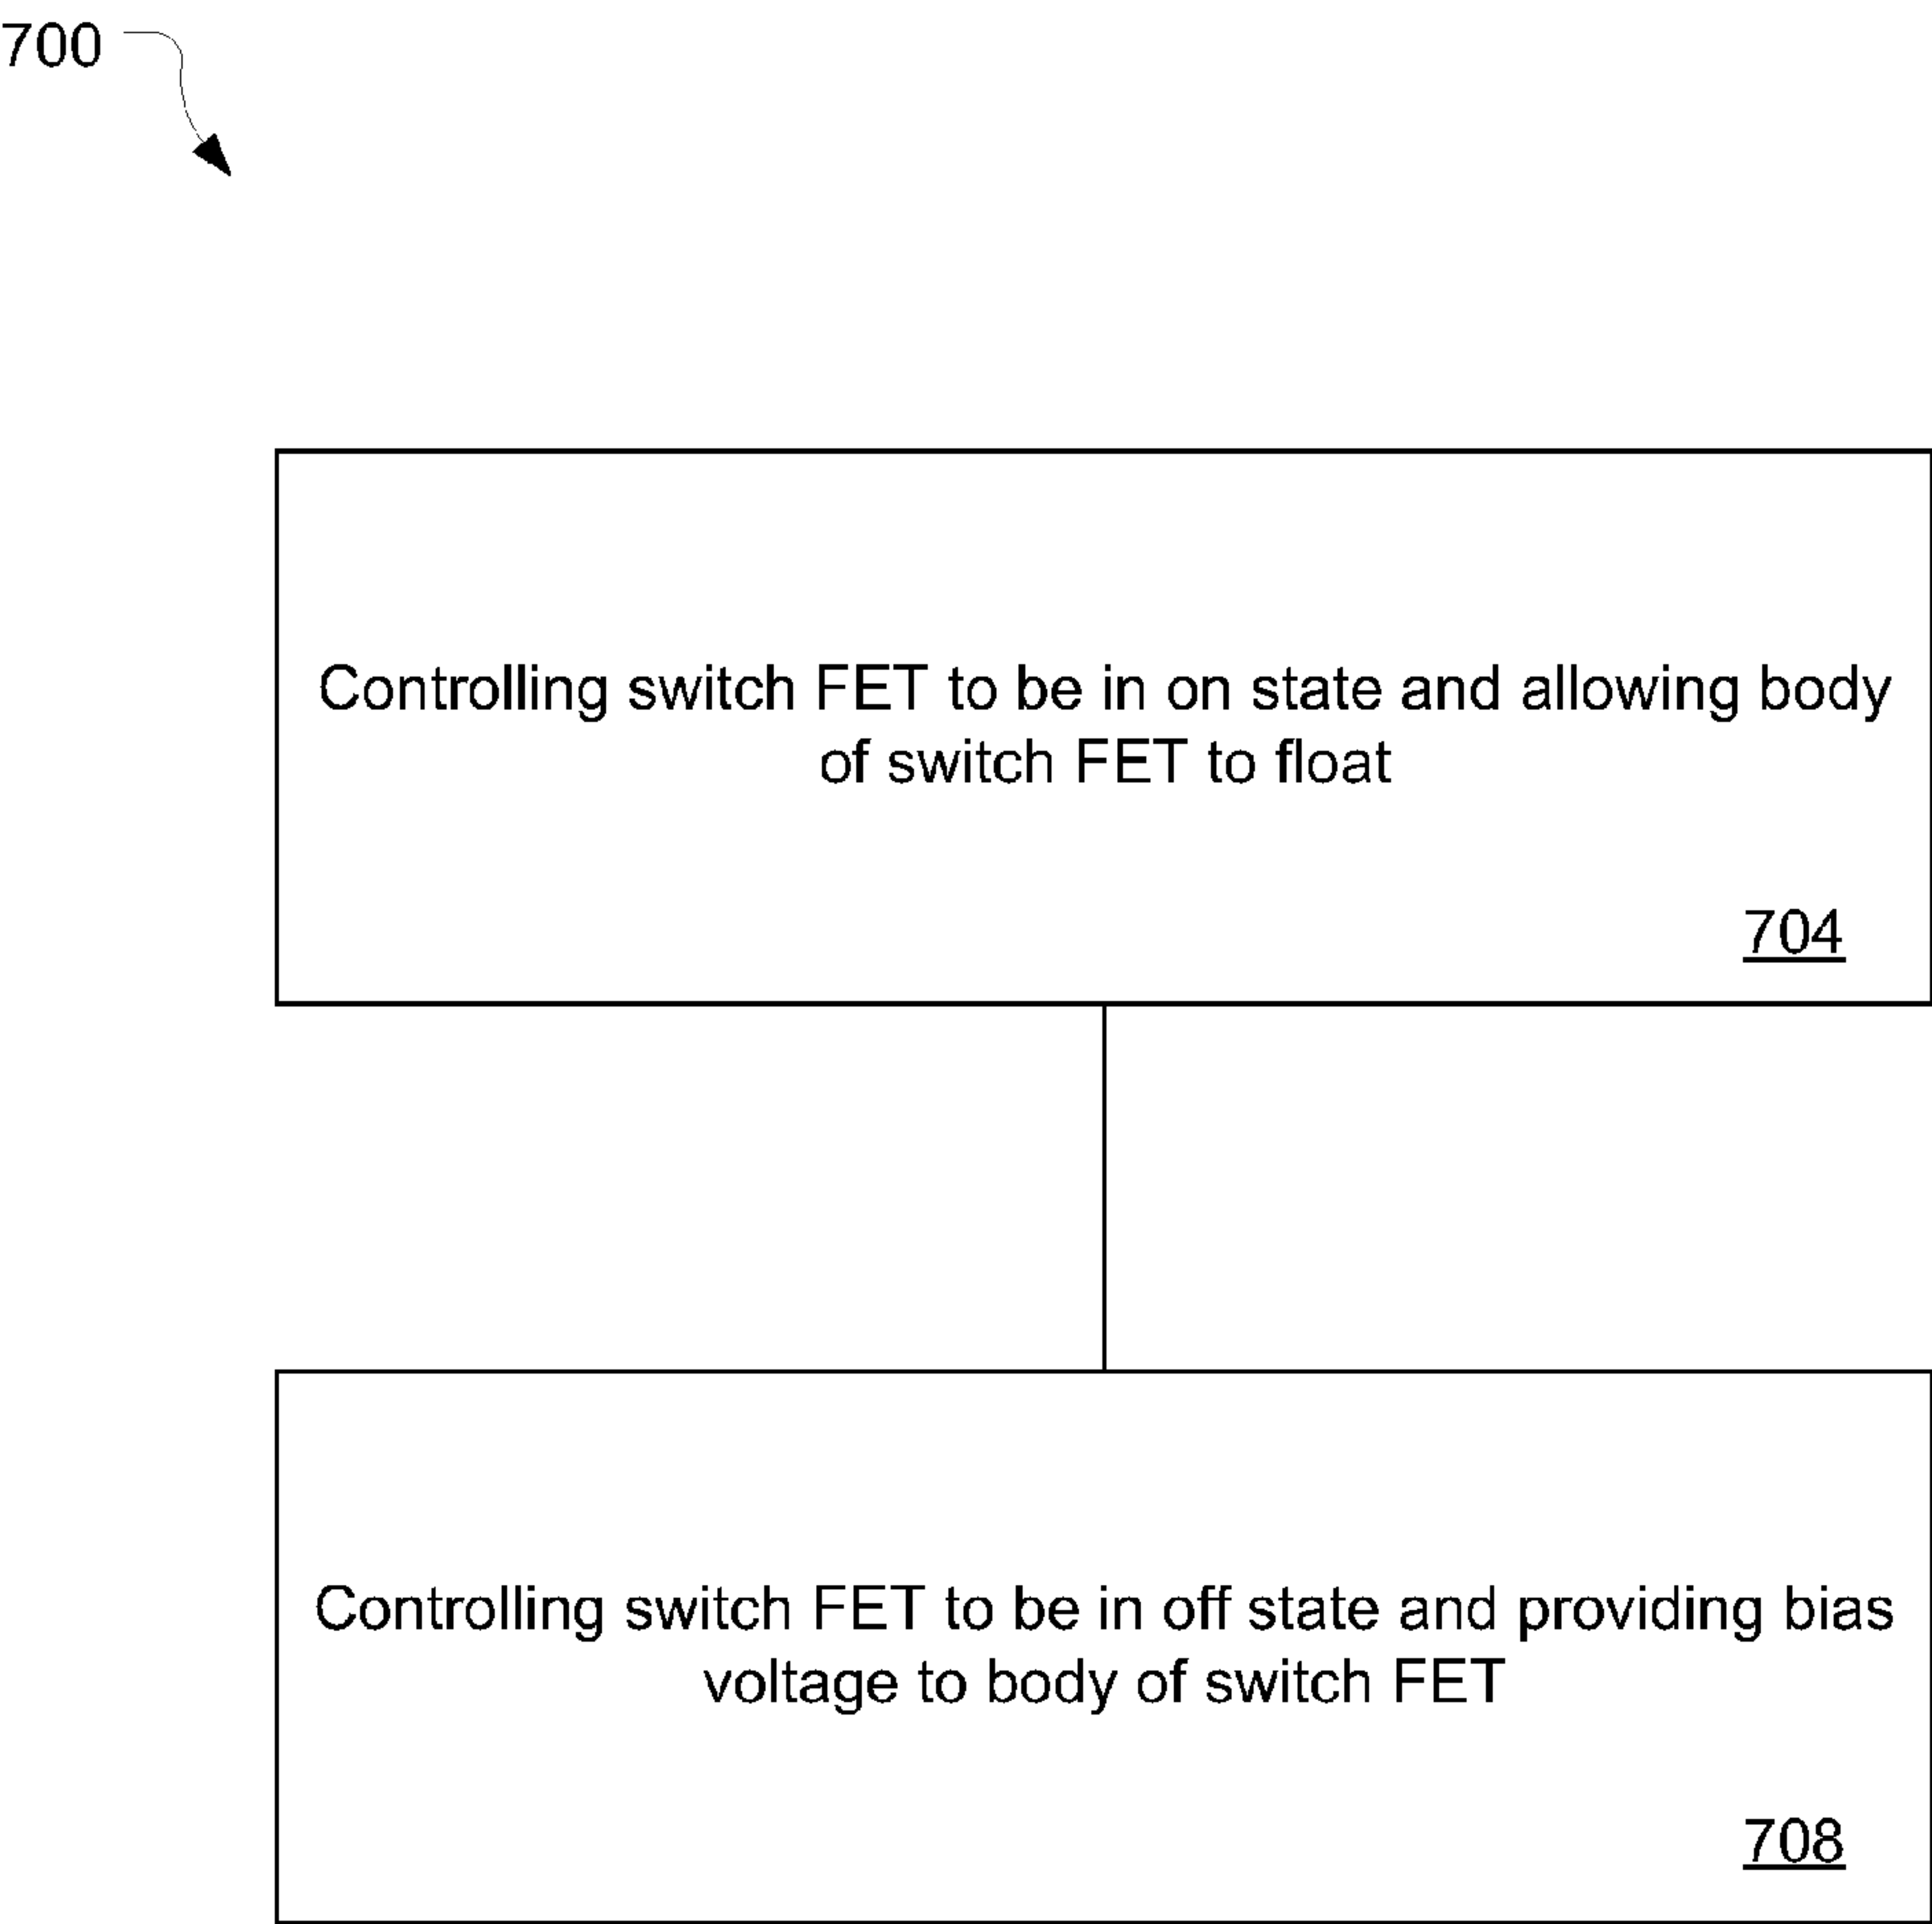 700
Controlling switch FET to be in on state and allowing body
of switch FET to float
704
Controlling switch FET to be in off state and providing bias
voltage to body of switch FET
708